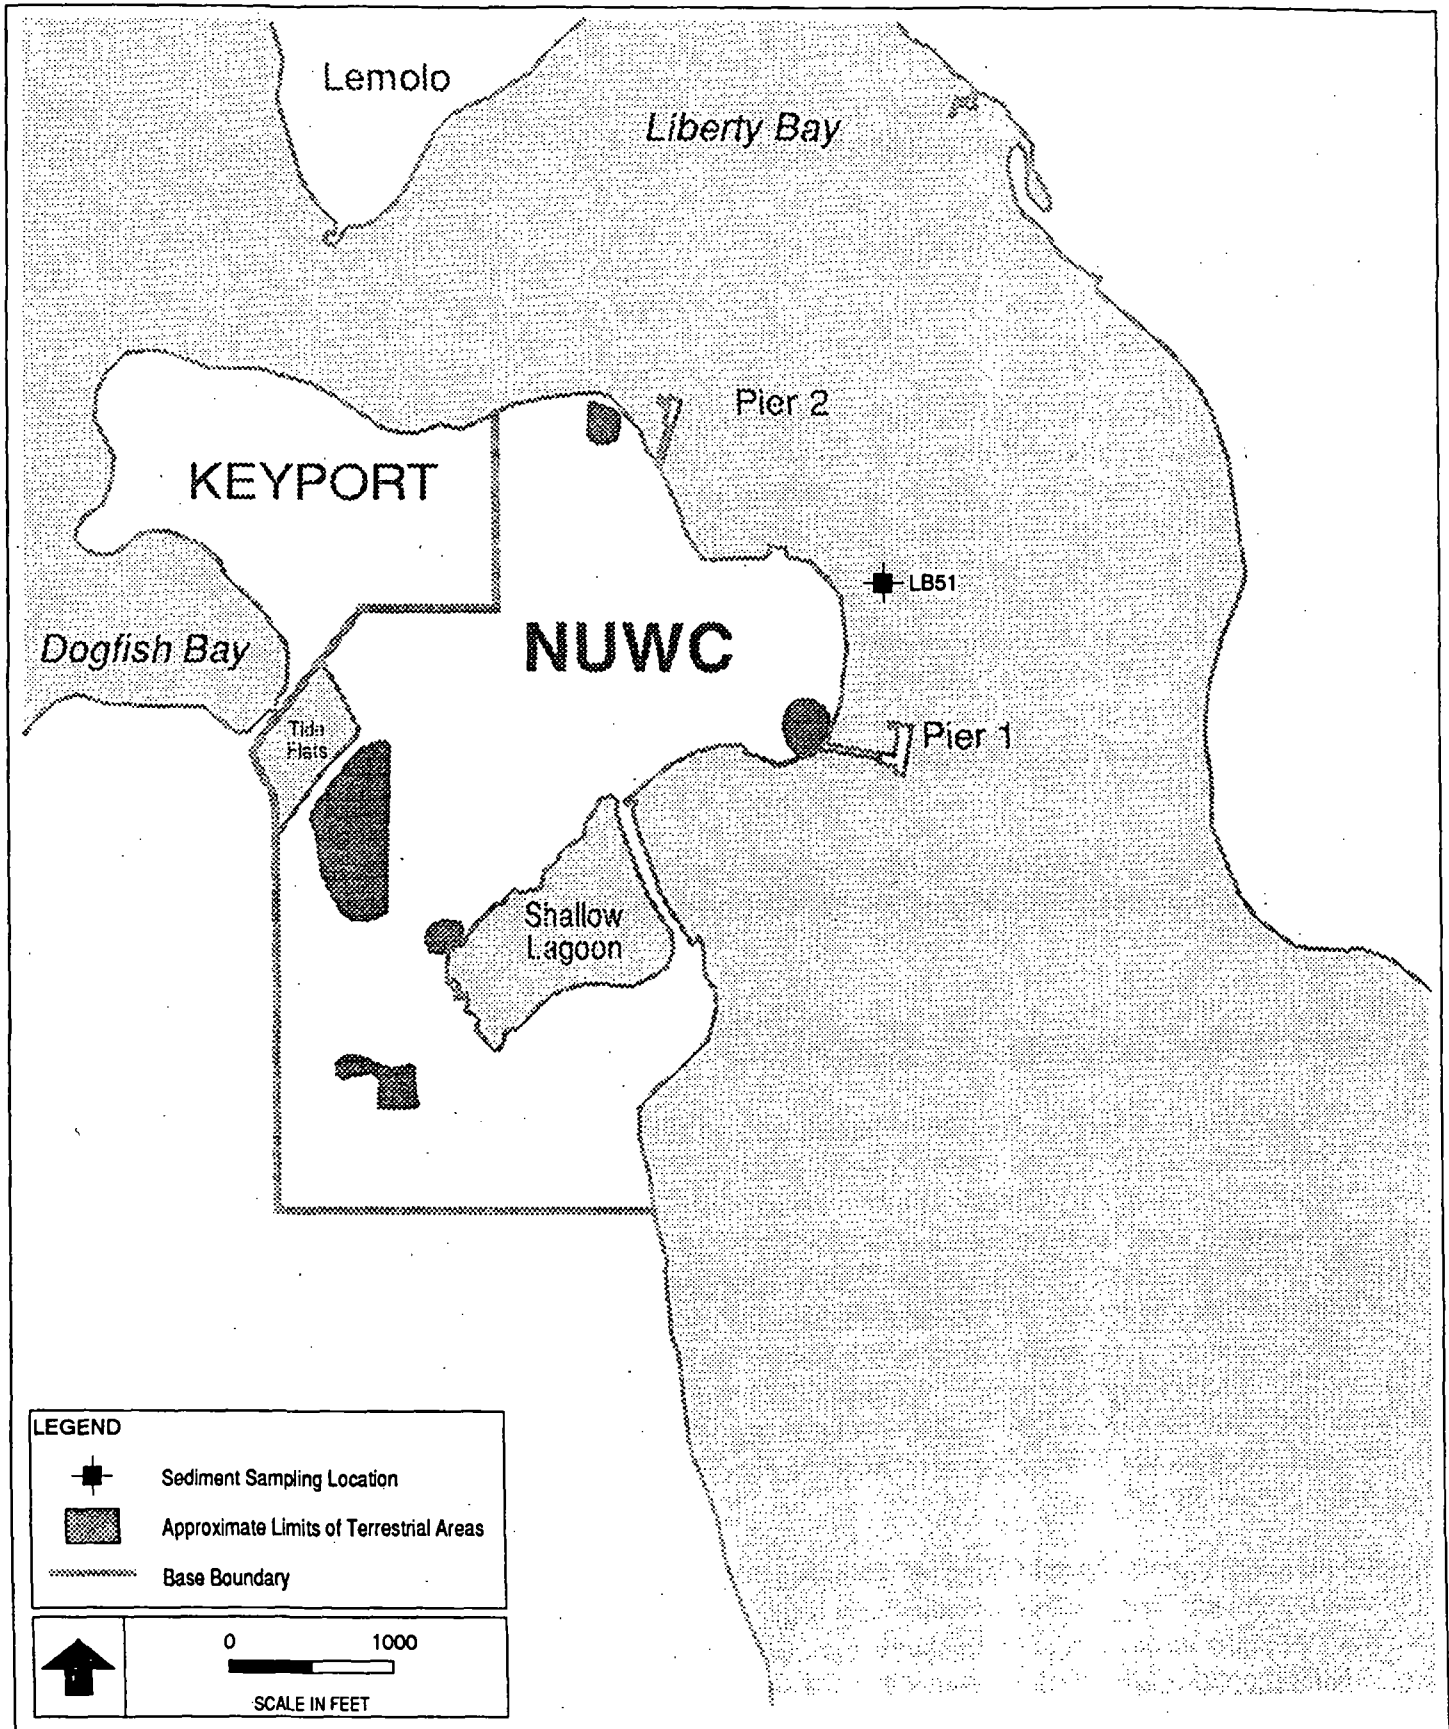 Lemolo
Liberty Bay
Pier 2
KEYPORT
LB51
NUWC
Dogfish Bay
Tide
Flats
Pier 1
Shallow
Lagoon
LEGEND
Sediment Sampling Location
Approximate Limits of Terrestrial Areas
Base Boundary
0 1000
SCALE IN FEET